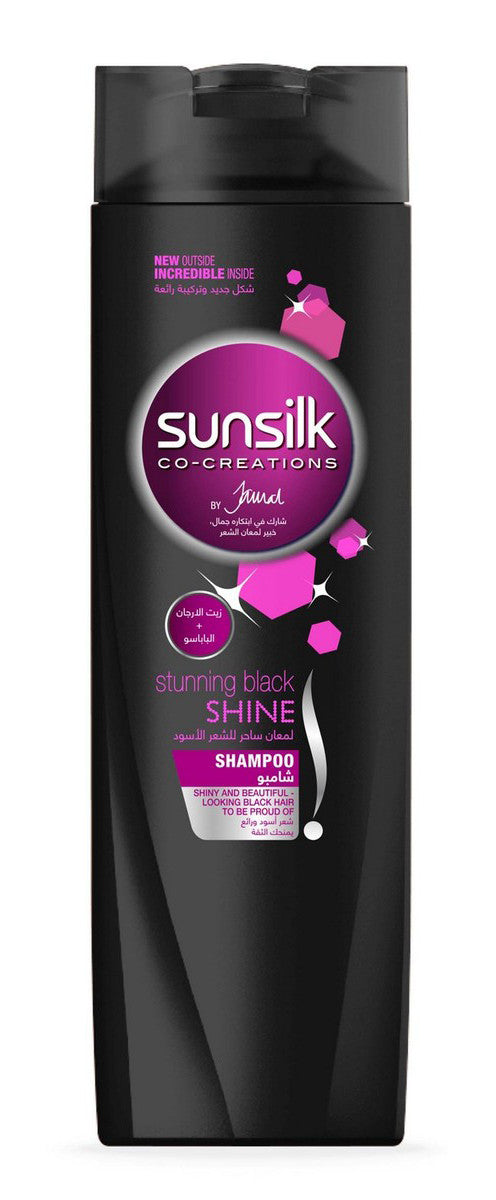 NEW OUTSIDE
INCREDIBLE INSIDE
شكل جديد وتركيبة رائعة
sunsilk
CO-CREATIONS
BY Jamal
شارك في ابتكاره جمال،
خبير لمعان الشعر
زيت الارجان
+
الباباسو
stunning black
SHINE
لمعان ساحر للشعر الأسود
SHAMPOO
شامبو
SHINY AND BEAUTIFUL -
LOOKING BLACK HAIR
TO BE PROUD OF
شعر أسود ورائع
يمنحك الثقة